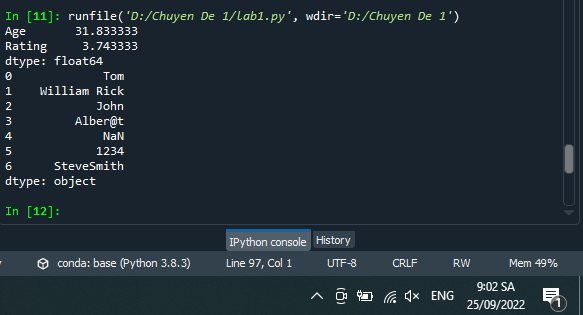 In [11]: runfile('D:/Chuyen De 1/lab1.py', wdir='D:/Chuyen De 1')
Age       31.833333
Rating     3.743333
dtype: float64
0             Tom
1    William Rick
2            John
3         Alber@t
4             NaN
5            1234
6      SteveSmith
dtype: object
In [12]:
IPython console  History
conda: base (Python 3.8.3)  Line 97, Col 1  UTF-8  CRLF  RW  Mem 49%
ENG  9:02 SA
25/09/2022  1